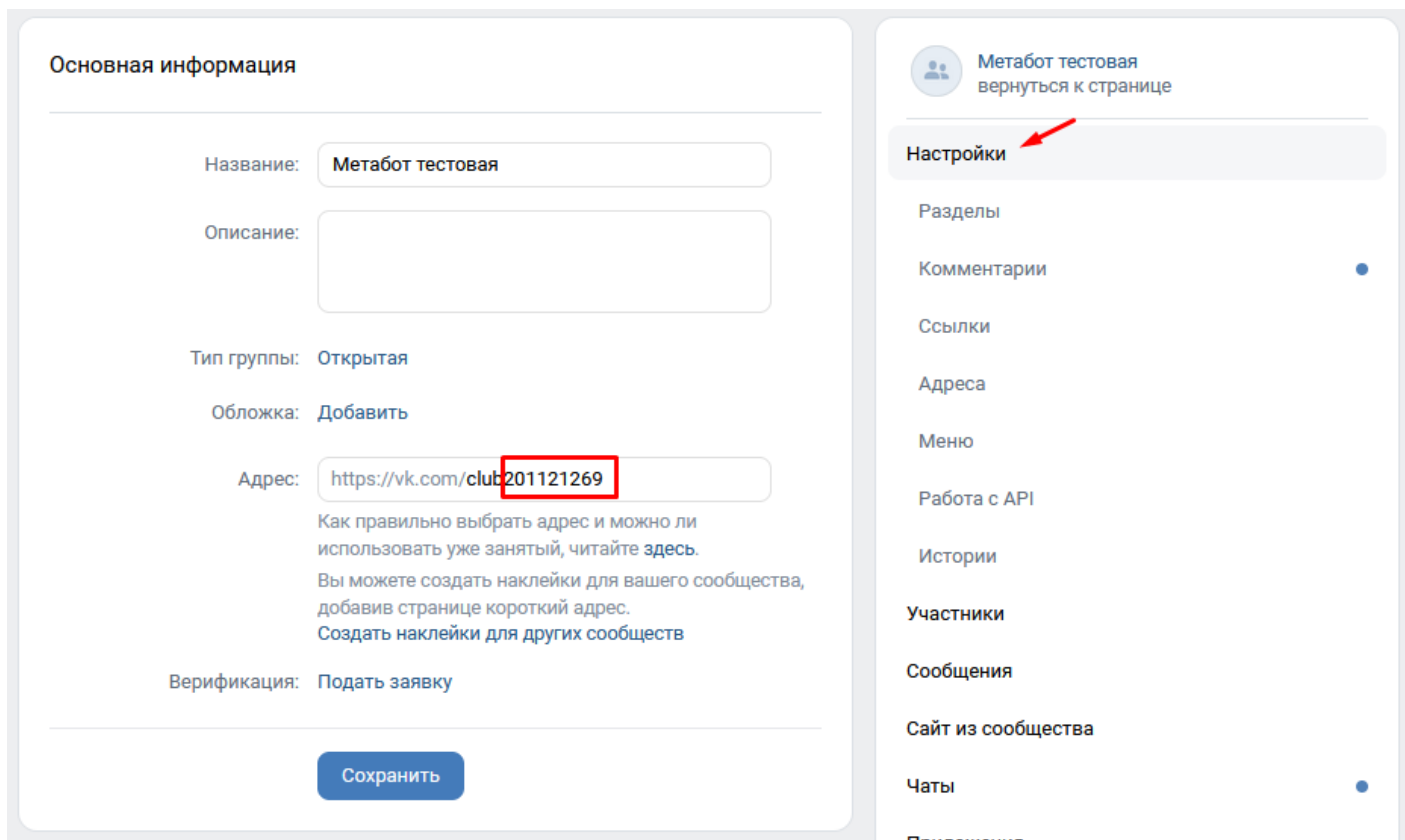 Основная информация
Название: Метабот тестовая
Описание:
Тип группы: Открытая
Обложка: Добавить
Адрес: https://vk.com/club201121269
Как правильно выбрать адрес и можно ли
использовать уже занятый, читайте здесь.
Вы можете создать наклейки для вашего сообщества,
добавив странице короткий адрес.
Создать наклейки для других сообществ
Верификация: Подать заявку
Сохранить
Метабот тестовая
вернуться к странице
Настройки
Разделы
Комментарии
Ссылки
Адреса
Меню
Работа с API
Истории
Участники
Сообщения
Сайт из сообщества
Чаты